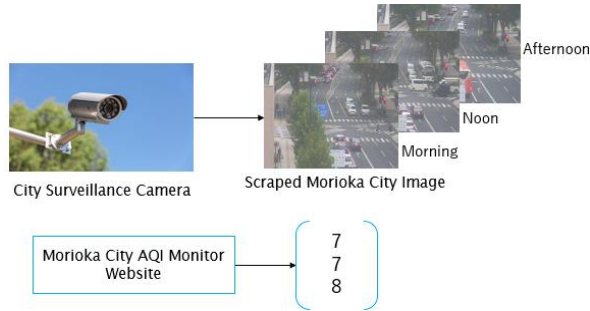 Afternoon
Noon
Morning
City Surveillance Camera
Scraped Morioka City Image
Morioka City AQI Monitor
Website
7
7
8